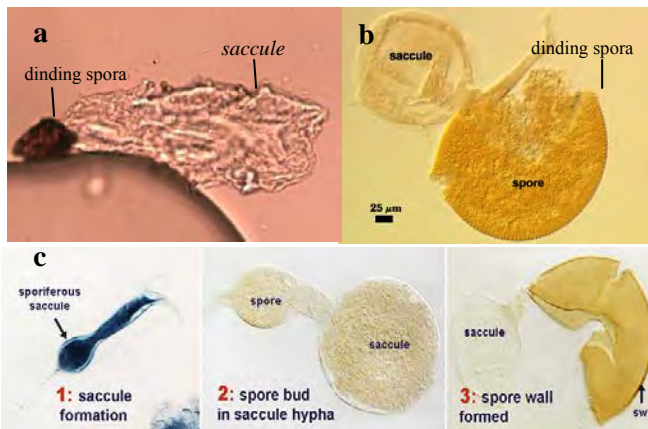 a
saccule
dinding spora
b
dinding spora
saccule
spore
25 µm
c
sporiferous
saccule
1: saccule
formation
spore
saccule
2: spore bud
in saccule hypha
saccule
3: spore wall
formed
sw